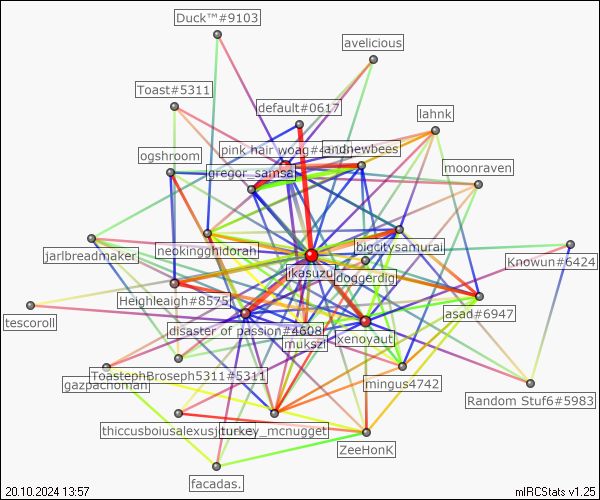 Duck™#9103
avelicious
Toast#5311
default#0617
lahnk
pink hair woag#4
andnewbees
ogshroom
moonraven
gregor_samsa
neokingghidorah
bigcitysamurai
jarlbreadmaker
Knowun#6424
jkasuzu
doggerdig
Heighleaigh#8575
asad#6947
tescoroll
disaster of passion#4608
mukszi
xenoyaut
ToastephBroseph5311#5311
gazpachoman
mingus4742
Random Stuf6#5983
thiccusboiusalexusj
turkey_mcnugget
ZeeHonK
facadas.
20.10.2024 13:57
mIRCStats v1.25